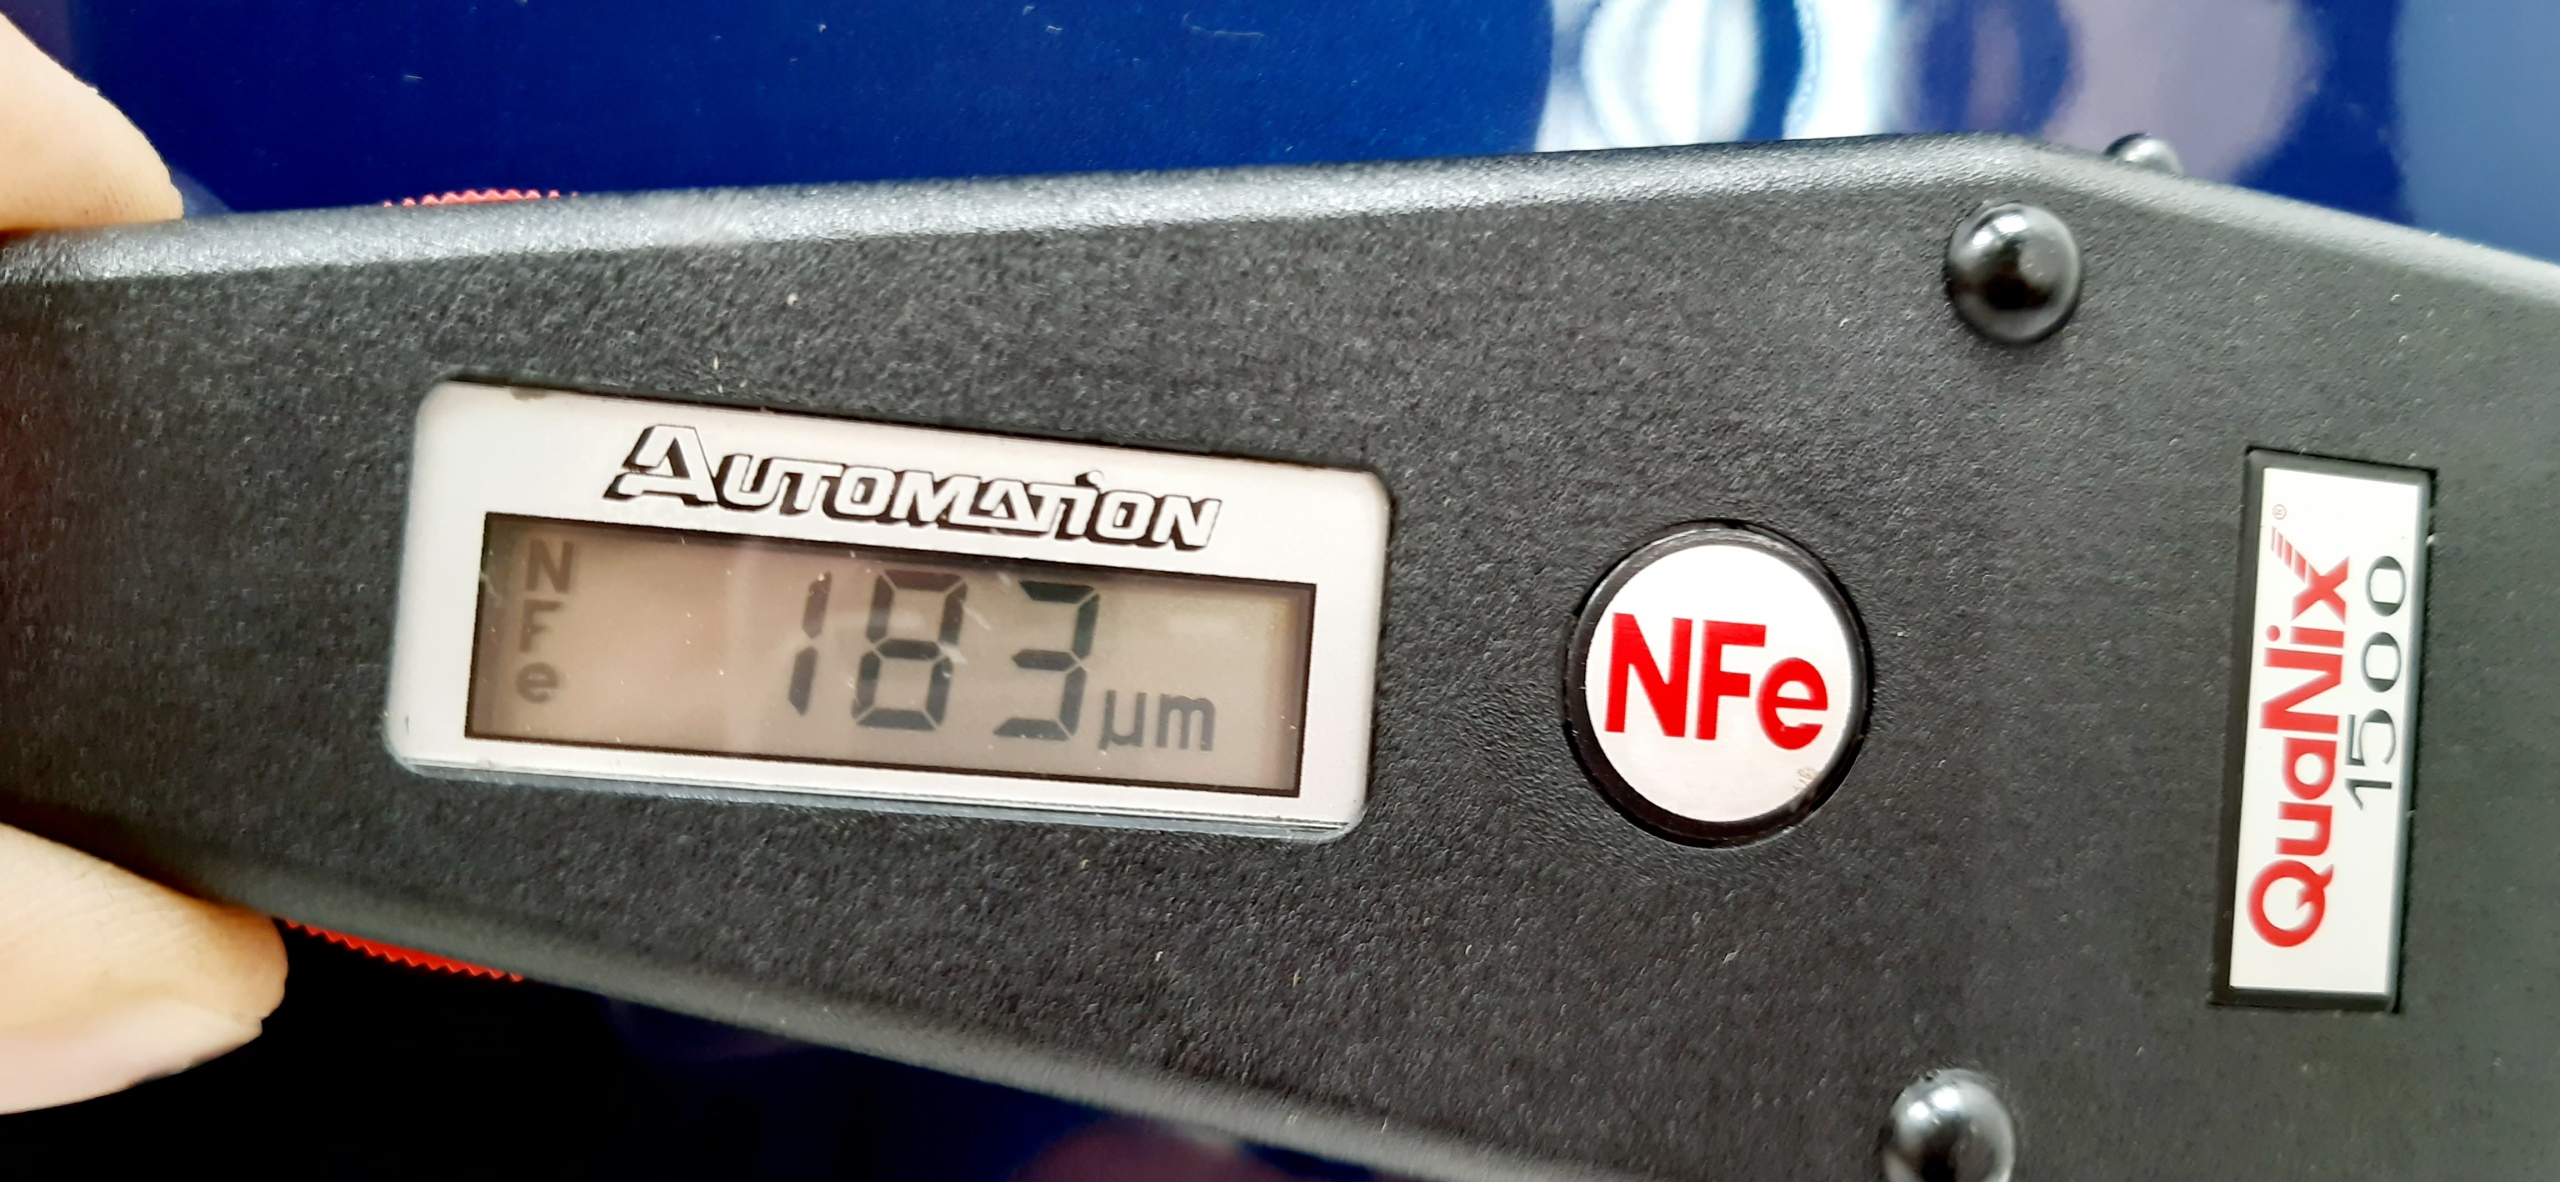 AUTOMATION
NFe
183 µm
NFe
QuaNix®
1500